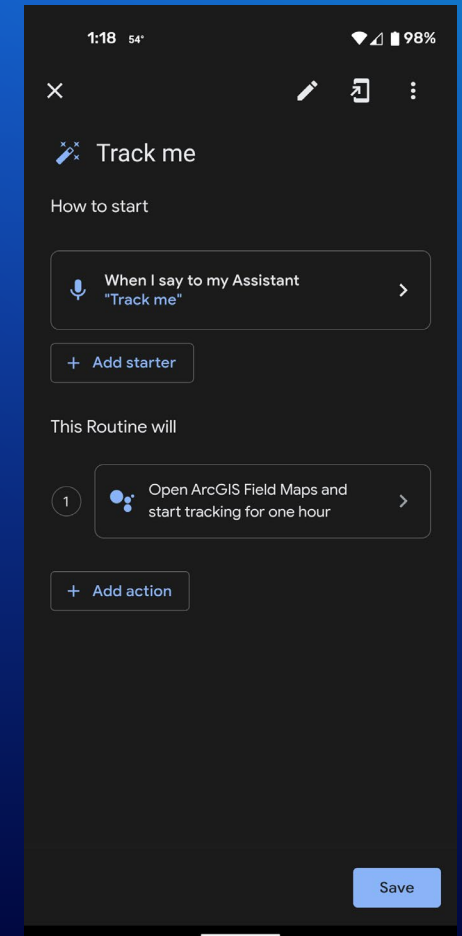 1:18 54° 98%
Track me
How to start
When I say to my Assistant
"Track me"
+ Add starter
This Routine will
1
Open ArcGIS Field Maps and
start tracking for one hour
+ Add action
Save